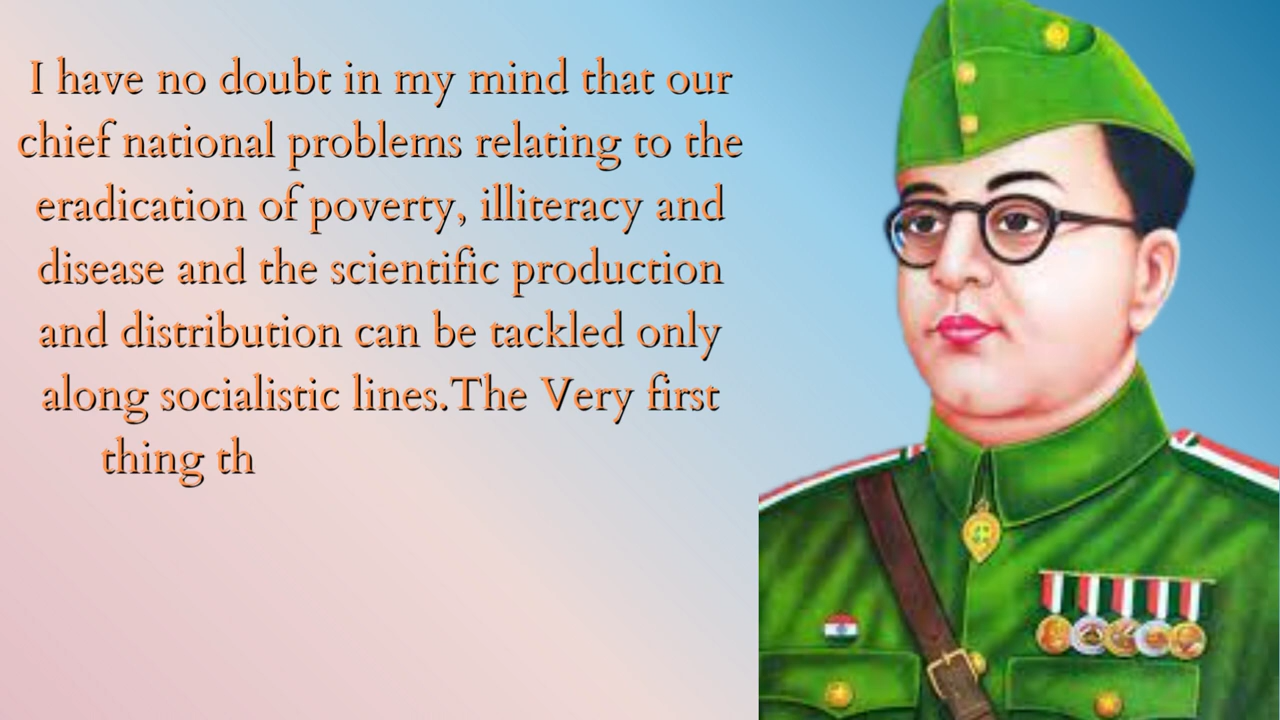 I have no doubt in my mind that our
chief national problems relating to the
eradication of poverty, illiteracy and
disease and the scientific production
and distribution can be tackled only
along socialistic lines.The Very first
thing th